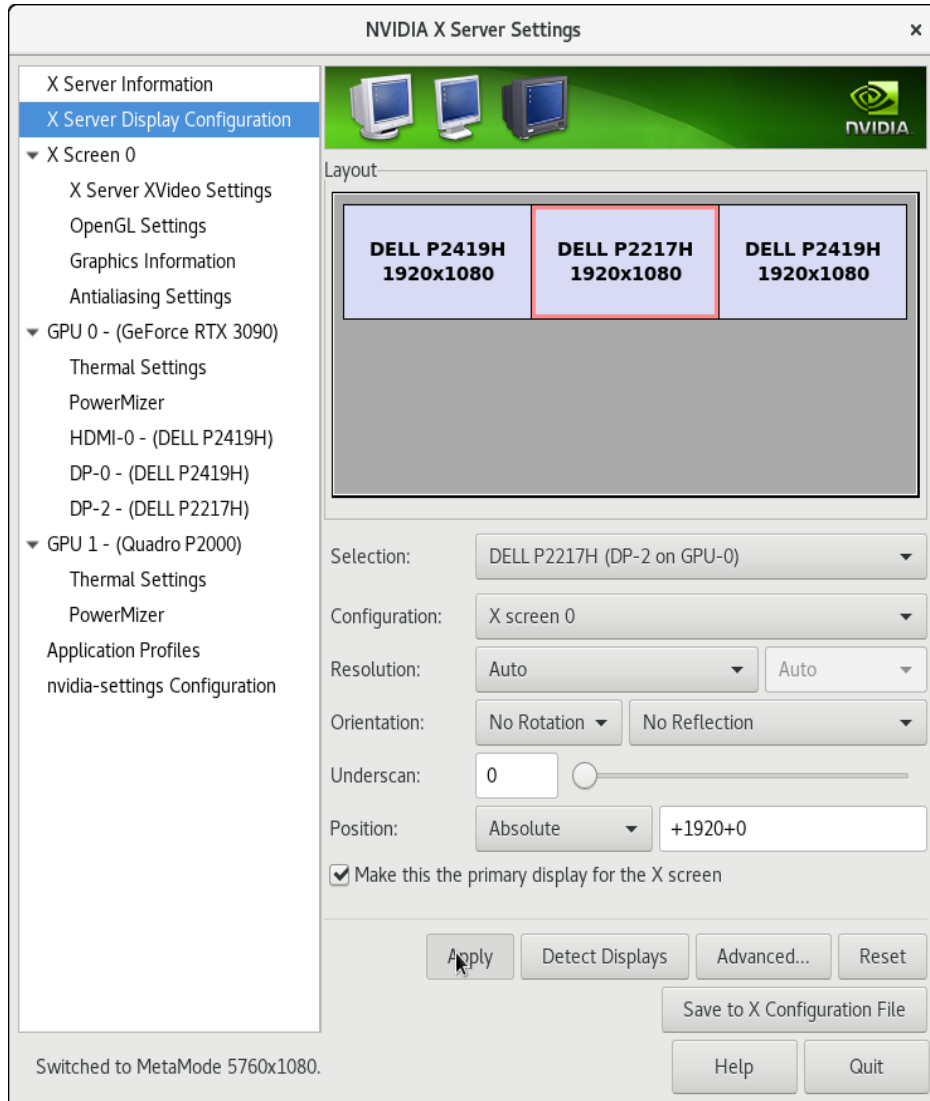 NVIDIA X Server Settings
×
X Server Information
X Server Display Configuration
X Screen 0
X Server XVideo Settings
OpenGL Settings
Graphics Information
Antialiasing Settings
GPU 0 - (GeForce RTX 3090)
Thermal Settings
PowerMizer
HDMI-0 - (DELL P2419H)
DP-0 - (DELL P2419H)
DP-2 - (DELL P2217H)
GPU 1 - (Quadro P2000)
Thermal Settings
PowerMizer
Application Profiles
nvidia-settings Configuration
NVIDIA.
Layout
DELL P2419H
1920x1080
DELL P2217H
1920x1080
DELL P2419H
1920x1080
Selection: DELL P2217H (DP-2 on GPU-0)
Configuration: X screen 0
Resolution: Auto Auto
Orientation: No Rotation No Reflection
Underscan: 0
Position: Absolute +1920+0
Make this the primary display for the X screen
Apply Detect Displays Advanced... Reset
Save to X Configuration File
Switched to MetaMode 5760x1080. Help Quit